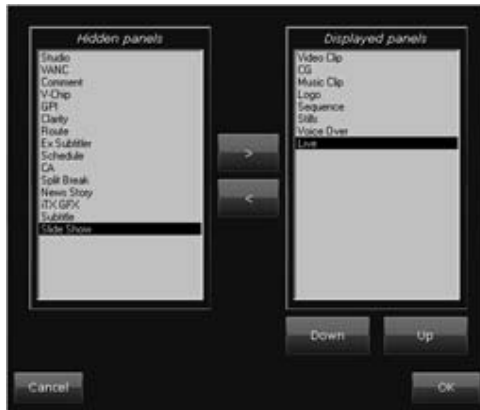 Hidden panels
Studio
VANC
Comment
V-Chip
GPI
Clarity
Route
Ex Subtitler
Schedule
CA
Split Break
News Story
iTX GFX
Subtitle
Slide Show
>
<
Displayed panels
Video Clip
CG
Music Clip
Logo
Sequence
Stills
Voice Over
Live
Down
Up
Cancel
OK